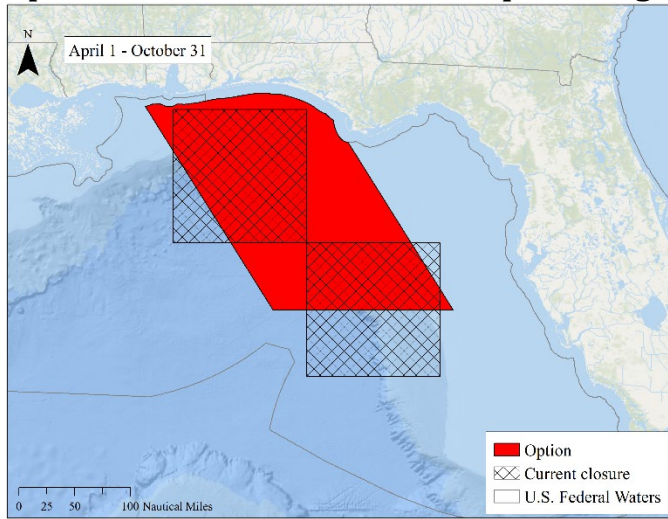 N
April 1 - October 31
Option
Current closure
U.S. Federal Waters
0 25 50 100 Nautical Miles